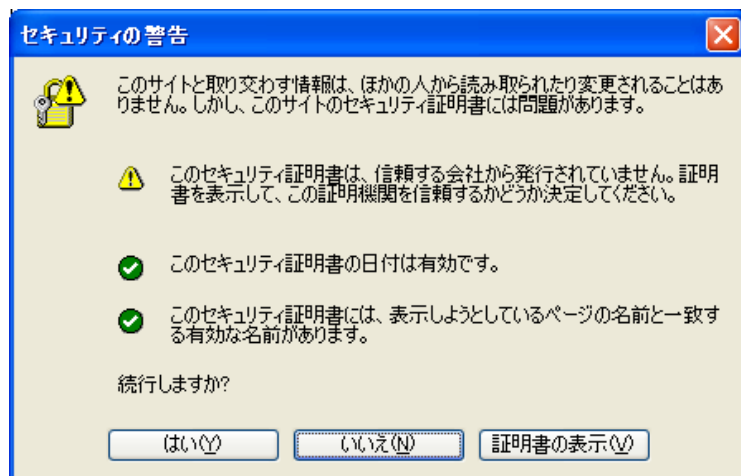 セキュリティの警告
このサイトと取り交わす情報は、ほかの人から読み取られたり変更されることはあ
りません。しかし、このサイトのセキュリティ証明書には問題があります。
このセキュリティ証明書は、信頼する会社から発行されていません。証明
書を表示して、この証明機関を信頼するかどうか決定してください。
このセキュリティ証明書の日付は有効です。
このセキュリティ証明書には、表示しようとしているページの名前と一致す
る有効な名前があります。
続行しますか?
はい(Y) いいえ(N) 証明書の表示(V)